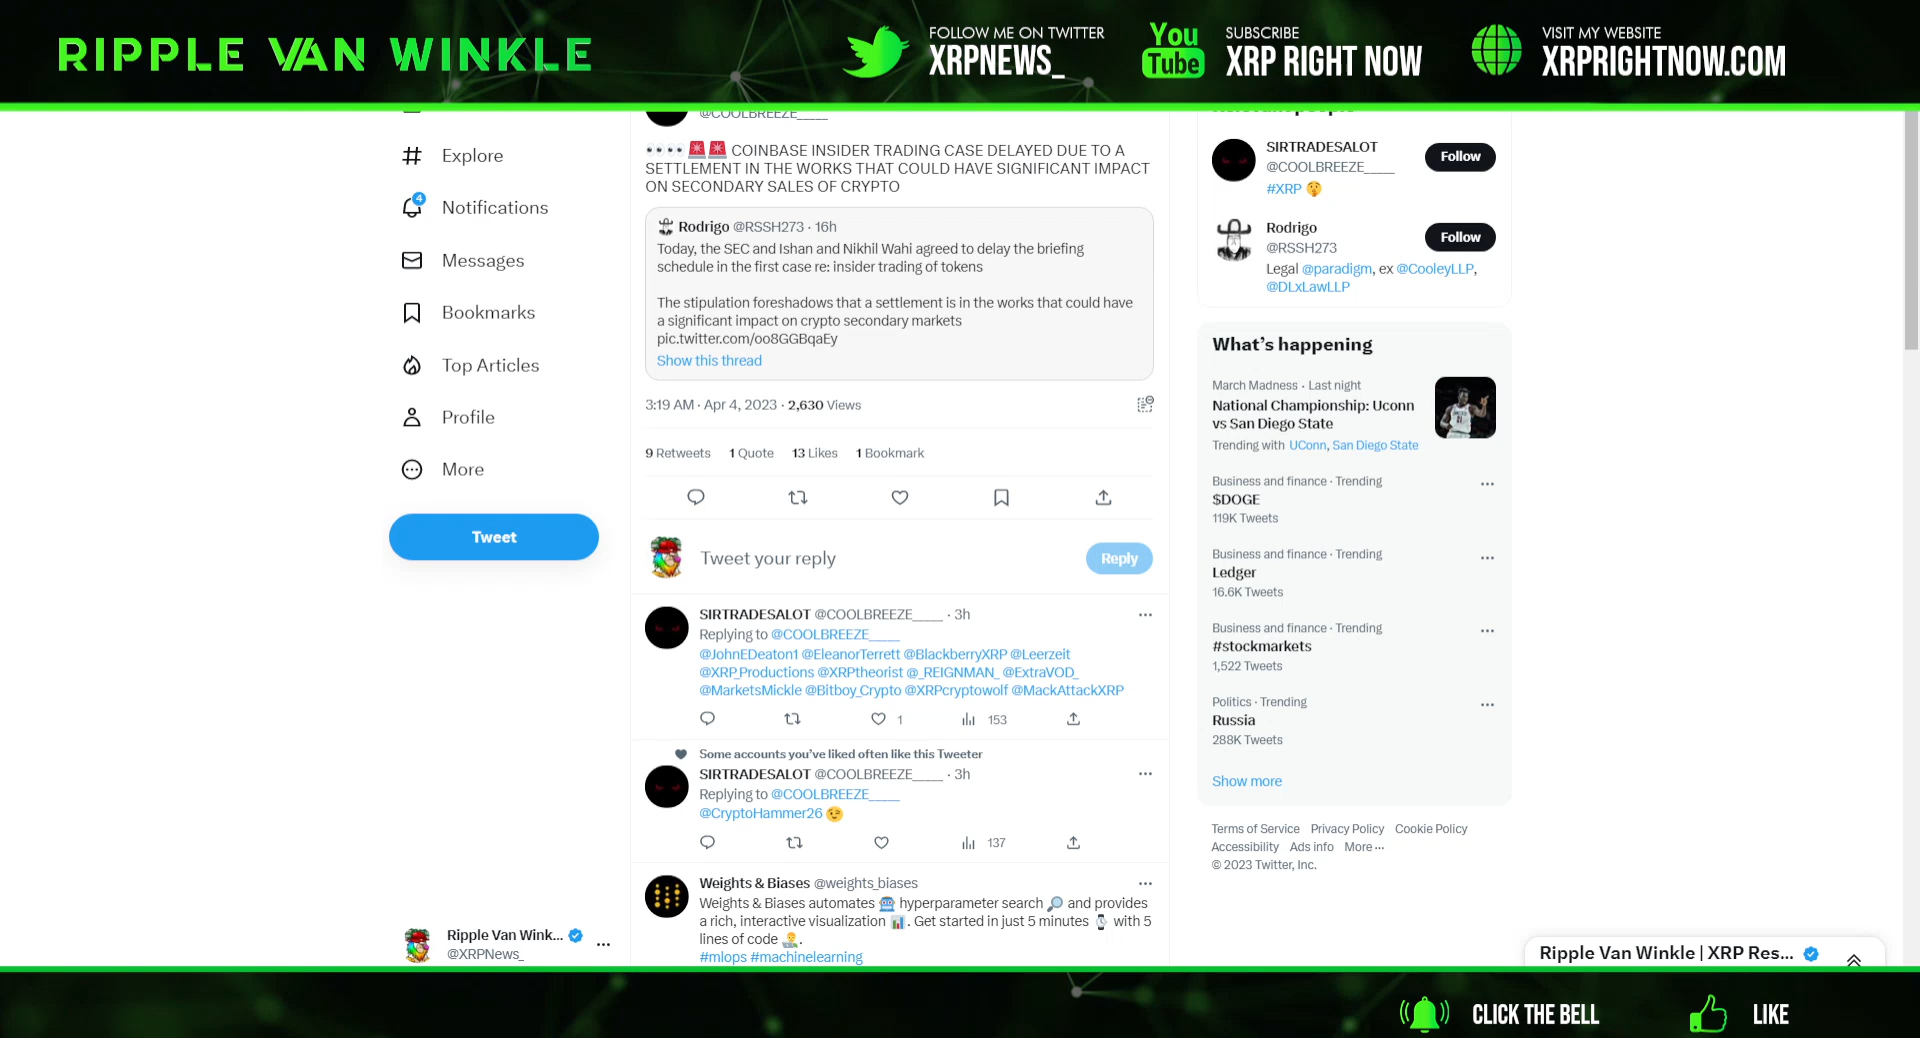 RIPPLE VAN WINKLE
FOLLOW ME ON TWITTER
XRPNEWS_
You
Tube
SUBSCRIBE
XRP RIGHT NOW
VISIT MY WEBSITE
XRPRIGHTNOW.COM
Explore
4
Notifications
Messages
Bookmarks
Top Articles
Profile
More
Tweet
Ripple Van Wink...
@XRPNews_
@COOLBREEZE_____
COINBASE INSIDER TRADING CASE DELAYED DUE TO A
SETTLEMENT IN THE WORKS THAT COULD HAVE SIGNIFICANT IMPACT
ON SECONDARY SALES OF CRYPTO
Rodrigo @RSSH273 · 16h
Today, the SEC and Ishan and Nikhil Wahi agreed to delay the briefing
schedule in the first case re: insider trading of tokens
The stipulation foreshadows that a settlement is in the works that could have
a significant impact on crypto secondary markets
pic.twitter.com/oo8GGBqaEy
Show this thread
3:19 AM · Apr 4, 2023 · 2,630 Views
9 Retweets 1 Quote 13 Likes 1 Bookmark
Tweet your reply
Reply
SIRTRADESALOT @COOLBREEZE_____ · 3h
Replying to @COOLBREEZE_____
@JohnEDeaton1 @EleanorTerrett @BlackberryXRP @Leerzeit
@XRP_Productions @XRPtheorist @_REIGNMAN_ @ExtraVOD_
@MarketsMickle @Bitboy_Crypto @XRPcryptowolf @MackAttackXRP
1 153
Some accounts you've liked often like this Tweeter
SIRTRADESALOT @COOLBREEZE_____ · 3h
Replying to @COOLBREEZE_____
@CryptoHammer26 😉
137
Weights & Biases @weights_biases
Weights & Biases automates 🤖 hyperparameter search 🔎 and provides
a rich, interactive visualization 📊. Get started in just 5 minutes ⌚ with 5
lines of code 🧑‍💻.
#mlops #machinelearning
SIRTRADESALOT
@COOLBREEZE_____
Follow
#XRP 🤫
Rodrigo
@RSSH273
Follow
Legal @paradigm, ex @CooleyLLP,
@DLxLawLLP
What's happening
March Madness · Last night
National Championship: Uconn
vs San Diego State
Trending with UConn, San Diego State
Business and finance · Trending
$DOGE
119K Tweets
Business and finance · Trending
Ledger
16.6K Tweets
Business and finance · Trending
#stockmarkets
1,522 Tweets
Politics · Trending
Russia
288K Tweets
Show more
Terms of Service Privacy Policy Cookie Policy
Accessibility Ads info More ···
© 2023 Twitter, Inc.
Ripple Van Winkle | XRP Res...
CLICK THE BELL
LIKE